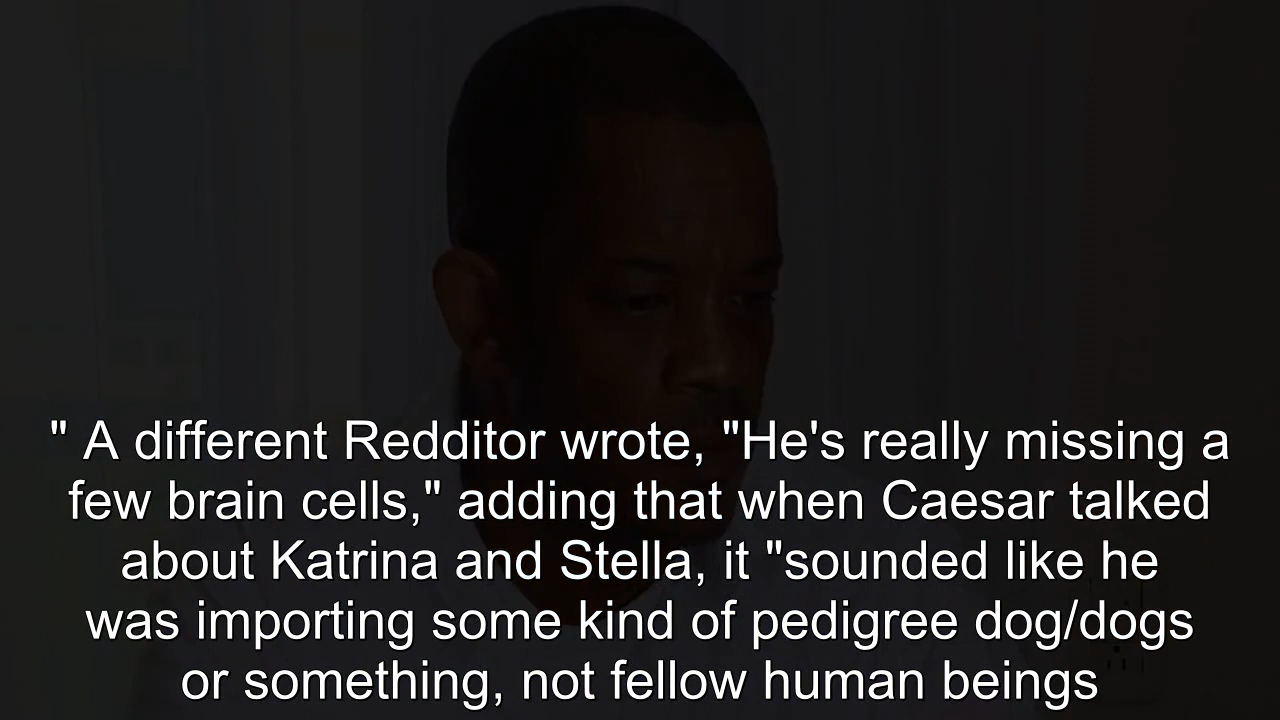 " A different Redditor wrote, "He's really missing a
few brain cells," adding that when Caesar talked
about Katrina and Stella, it "sounded like he
was importing some kind of pedigree dog/dogs
or something, not fellow human beings